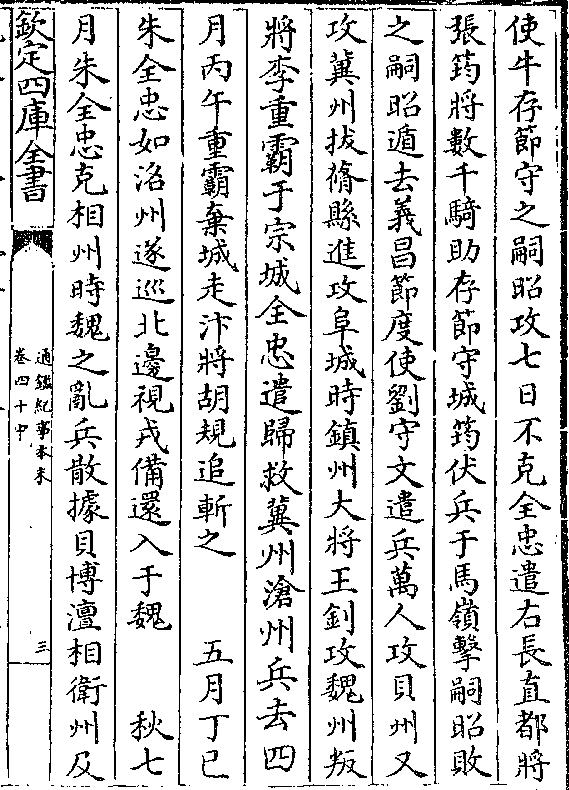 使牛存節守之嗣昭攻七日不克全忠遣右長直都將
張筠將數千騎助存節守城筠伏兵于馬嶺擊嗣昭敗
之嗣昭遁去義昌節度使劉守文遣兵萬人攻貝州又
攻冀州拔蓨縣進攻阜城時鎮州大將王釗攻魏州叛
將李重霸于宗城全忠遣歸救冀州滄州兵去四
月丙午重霸棄城走汴將胡規追斬之　五月丁巳
朱全忠如洺州遂巡北邊視戎備還入于魏　秋七
月朱全忠克相州時魏之亂兵散據貝博澶相衛州及
欽定四庫全書
通鑑紀事本末
卷四十中
三